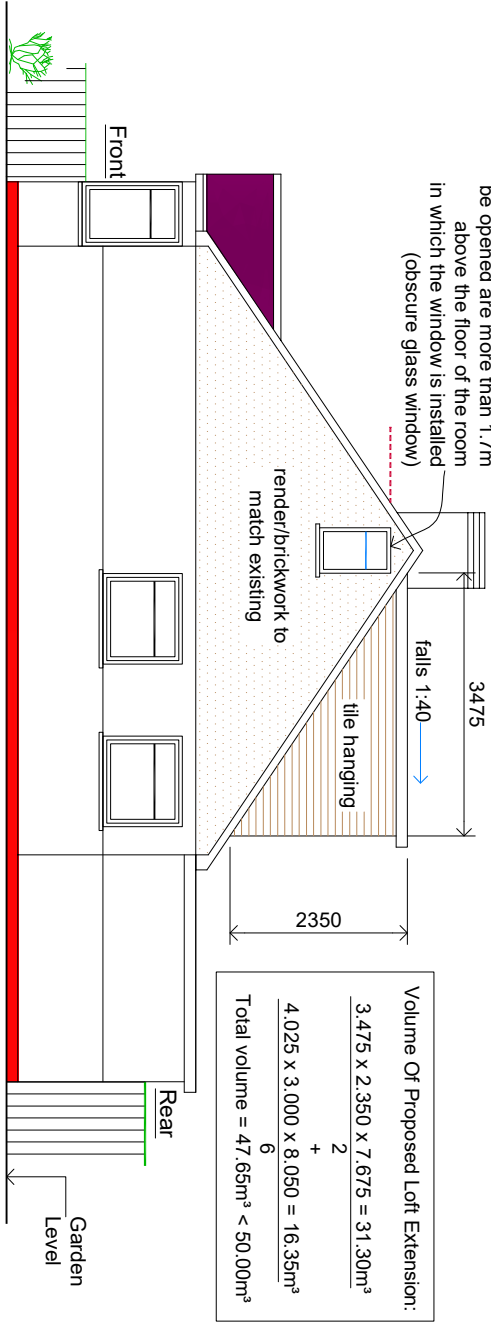 be opened are more than 1.7m
above the floor of the room
in which the window is installed
(obscure glass window)
3475
falls 1:40
tile hanging
2350
render/brickwork to
match existing
Front
Rear
Garden
Level
Volume Of Proposed Loft Extension:
3.475 x 2.350 x 7.675 = 31.30m³
2
+
4.025 x 3.000 x 8.050 = 16.35m³
6
Total volume = 47.65m³ < 50.00m³